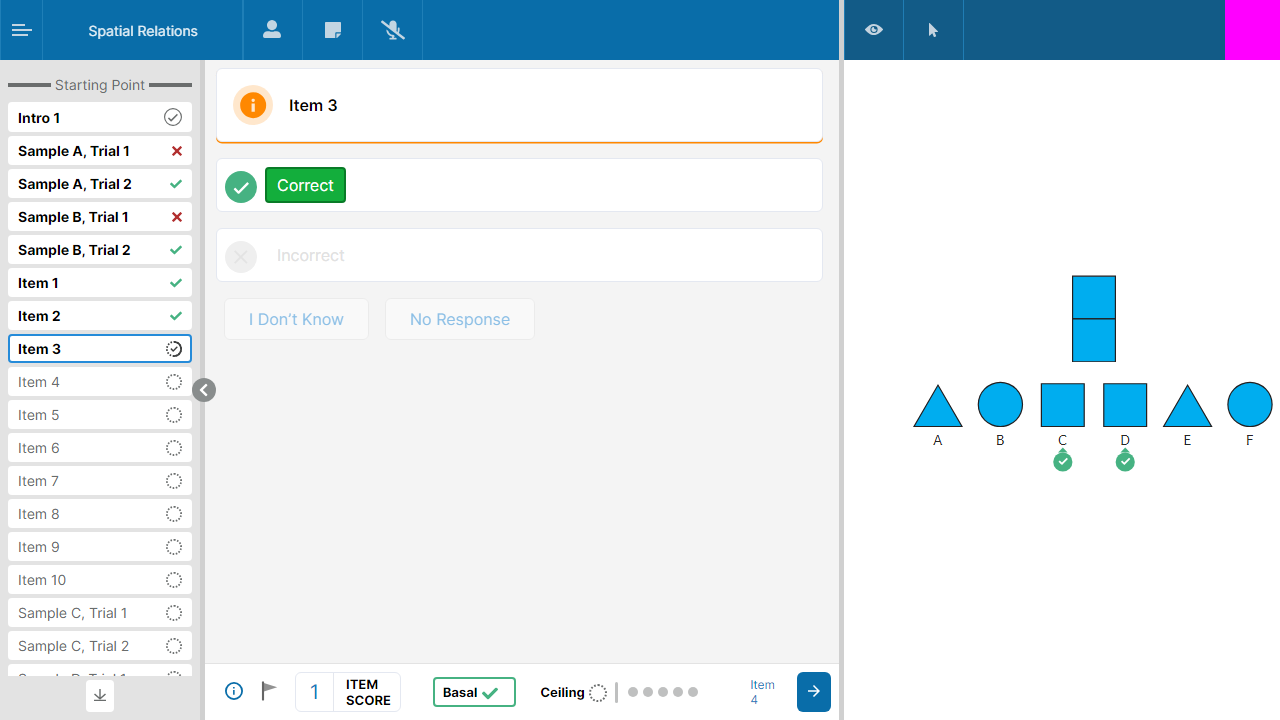 Spatial Relations
Starting Point
Intro 1
Sample A, Trial 1
Sample A, Trial 2
Sample B, Trial 1
Sample B, Trial 2
Item 1
Item 2
Item 3
Item 4
Item 5
Item 6
Item 7
Item 8
Item 9
Item 10
Sample C, Trial 1
Sample C, Trial 2
Item 3
Correct
Incorrect
I Don't Know
No Response
1
ITEM
SCORE
Basal
Ceiling
Item
4
A B C D E F